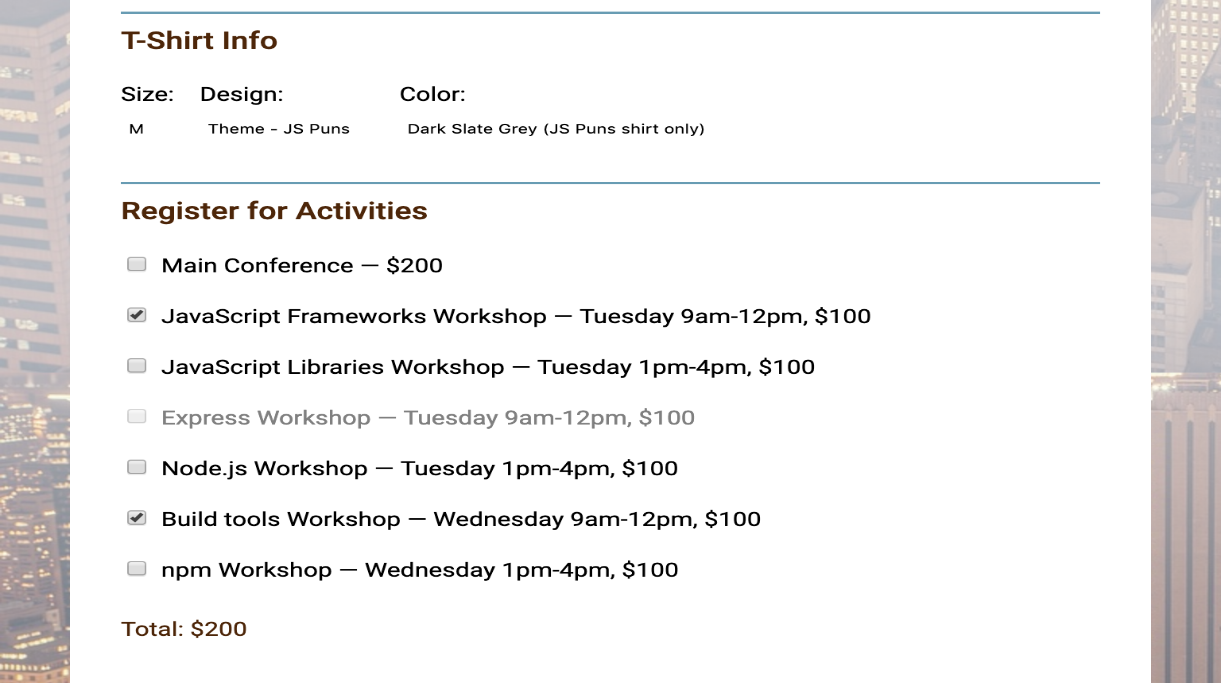 T-Shirt Info
Size: Design: Color:
M Theme - JS Puns Dark Slate Grey (JS Puns shirt only)
Register for Activities
Main Conference — $200
JavaScript Frameworks Workshop — Tuesday 9am-12pm, $100
JavaScript Libraries Workshop — Tuesday 1pm-4pm, $100
Express Workshop — Tuesday 9am-12pm, $100
Node.js Workshop — Tuesday 1pm-4pm, $100
Build tools Workshop — Wednesday 9am-12pm, $100
npm Workshop — Wednesday 1pm-4pm, $100
Total: $200